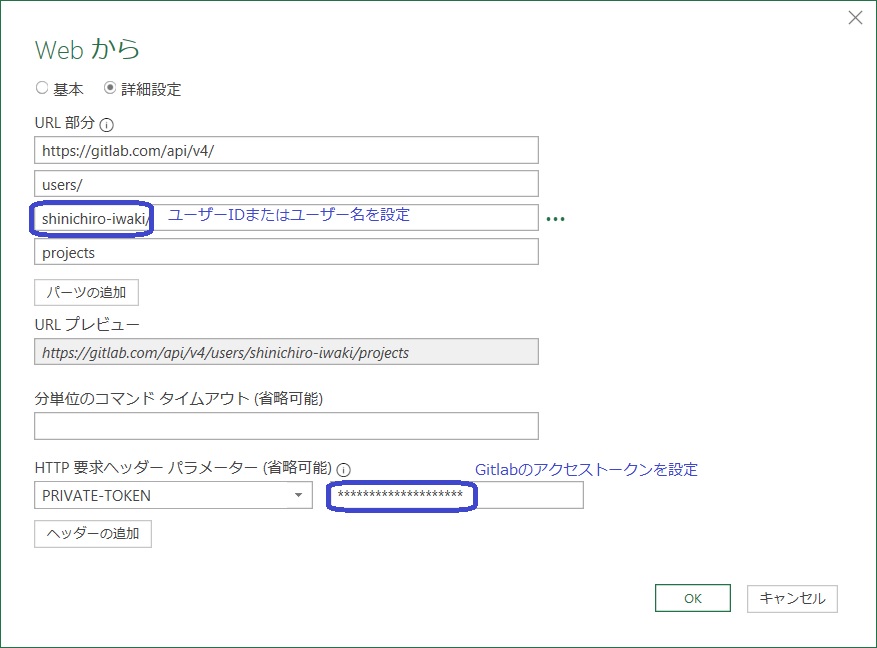 Web から
基本 詳細設定
URL 部分
https://gitlab.com/api/v4/
users/
shinichiro-iwaki/ ユーザーIDまたはユーザー名を設定
projects
パーツの追加
URL プレビュー
https://gitlab.com/api/v4/users/shinichiro-iwaki/projects
分単位のコマンド タイムアウト (省略可能)
HTTP 要求ヘッダー パラメーター (省略可能) Gitlabのアクセストークンを設定
PRIVATE-TOKEN ********************
ヘッダーの追加
OK キャンセル